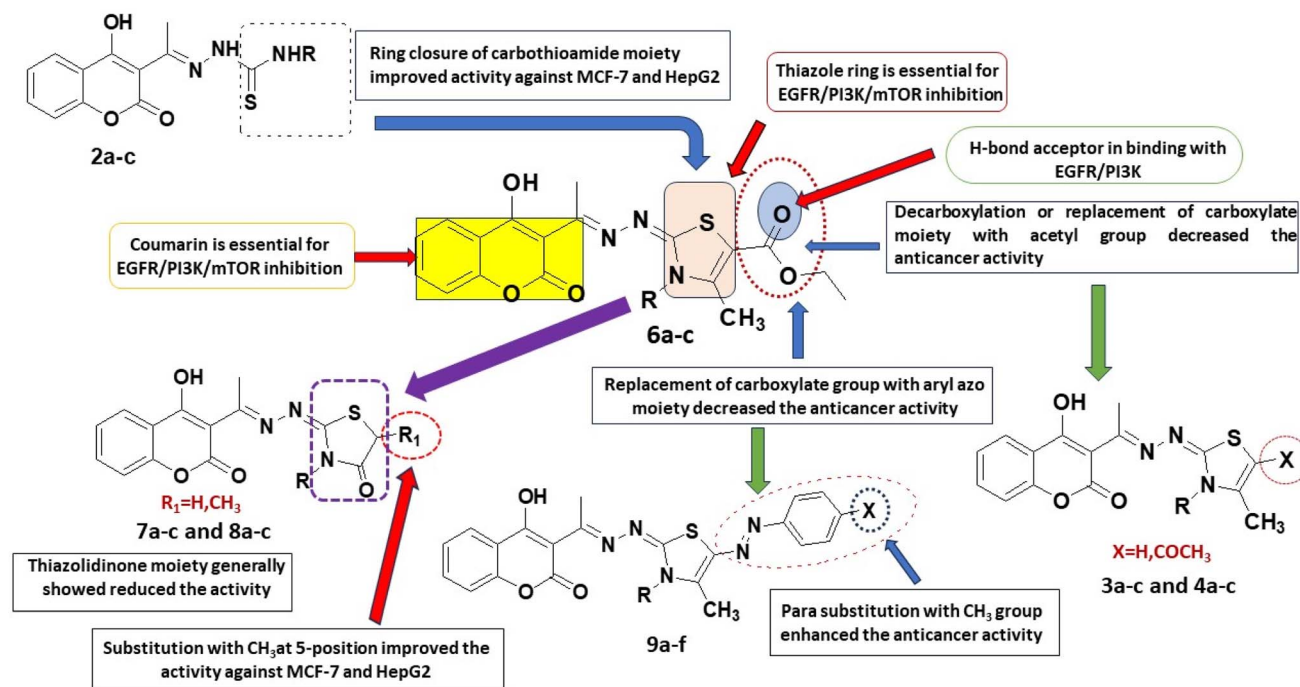 OH
N
NH
NHR
S
O
O
2a-c
Ring closure of carbothioamide moiety
improved activity against MCF-7 and HepG2
Thiazole ring is essential for
EGFR/PI3K/mTOR inhibition
H-bond acceptor in binding with
EGFR/PI3K
Decarboxylation or replacement of carboxylate
moiety with acetyl group decreased the
anticancer activity
Coumarin is essential for
EGFR/PI3K/mTOR inhibition
OH
N
N
S
O
O
N
R
CH3
O
O
6a-c
Replacement of carboxylate group with aryl azo
moiety decreased the anticancer activity
OH
N
N
S
R1
N
R
O
O
O
R1=H,CH3
7a-c and 8a-c
Thiazolidinone moiety generally
showed reduced the activity
Substitution with CH3at 5-position improved the
activity against MCF-7 and HepG2
OH
N
N
S
N
N
X
N
R
CH3
O
O
9a-f
Para substitution with CH3 group
enhanced the anticancer activity
OH
N
N
S
X
N
R
CH3
O
O
X=H,COCH3
3a-c and 4a-c